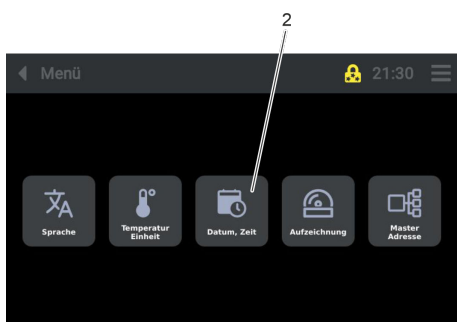 2
Menü
21:30
Sprache
Temperatur
Einheit
Datum, Zeit
Aufzeichnung
Master
Adresse